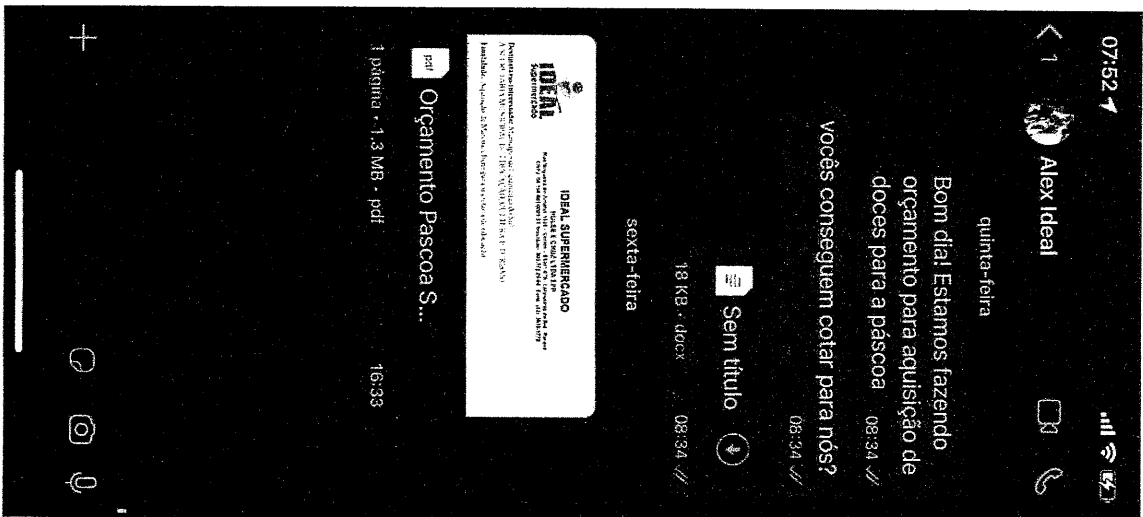 07:52
1
Alex Ideal
quinta-feira
Bom dia! Estamos fazendo
orçamento para aquisição de
doces para a páscoa
08:34
vocês conseguem cotar para nós?
08:34
Sem título
18 KB • docx
08:34
sexta-feira
IDEAL
Supermercado
IDEAL SUPERMERCADO
pdf
Orçamento Pascoa S...
1 página • 1.3 MB • pdf
16:33